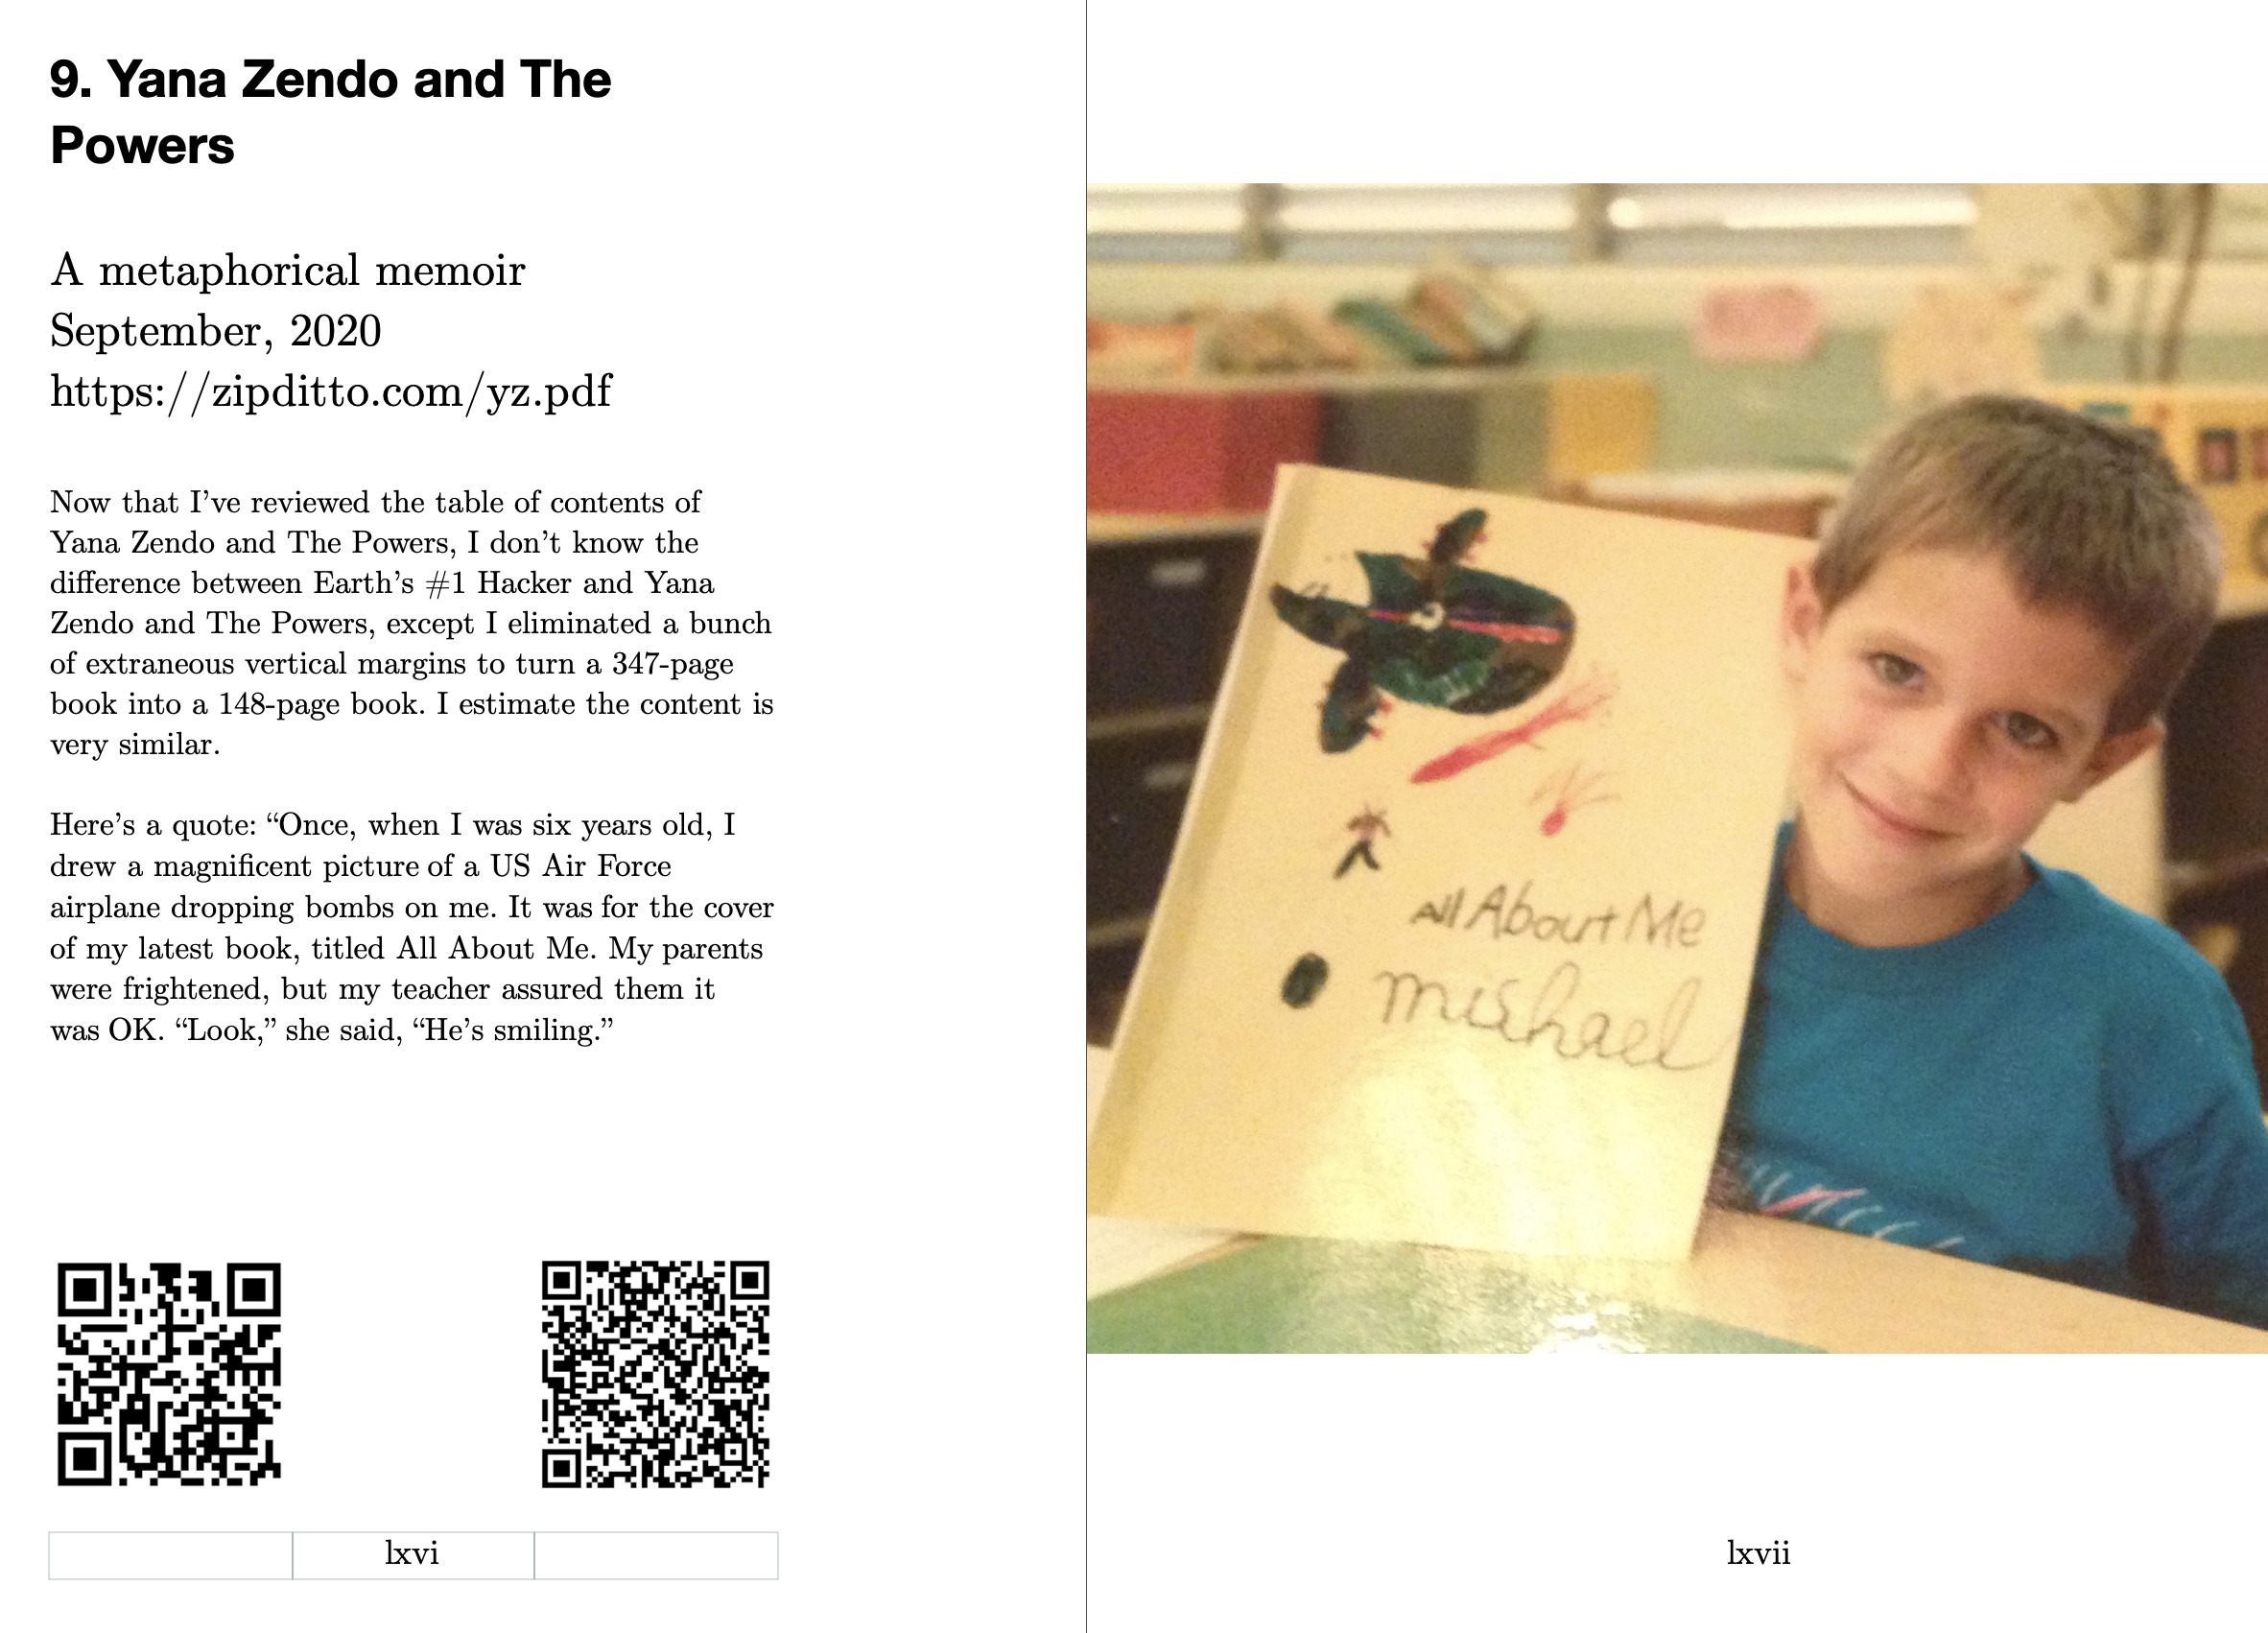 9. Yana Zendo and The
Powers
A metaphorical memoir
September, 2020
https://zipditto.com/yz.pdf
Now that I’ve reviewed the table of contents of
Yana Zendo and The Powers, I don’t know the
difference between Earth’s #1 Hacker and Yana
Zendo and The Powers, except I eliminated a bunch
of extraneous vertical margins to turn a 347-page
book into a 148-page book. I estimate the content is
very similar.
Here’s a quote: “Once, when I was six years old, I
drew a magnificent picture of a US Air Force
airplane dropping bombs on me. It was for the cover
of my latest book, titled All About Me. My parents
were frightened, but my teacher assured them it
was OK. “Look,” she said, “He’s smiling.”
lxvi
All About Me
michael
lxvii